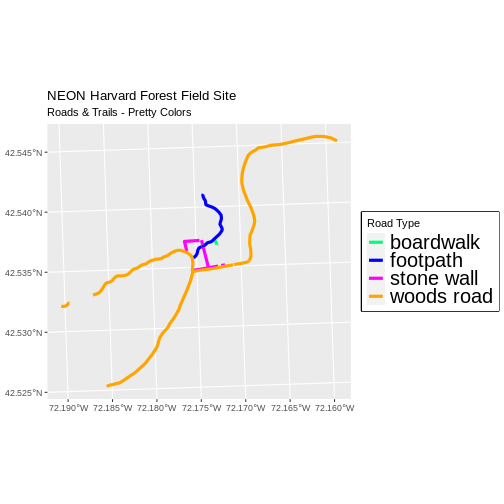 NEON Harvard Forest Field Site
Roads & Trails - Pretty Colors
42.545°N
42.540°N
42.535°N
42.530°N
42.525°N
72.190°W 72.185°W 72.180°W 72.175°W 72.170°W 72.165°W 72.160°W
Road Type
boardwalk
footpath
stone wall
woods road